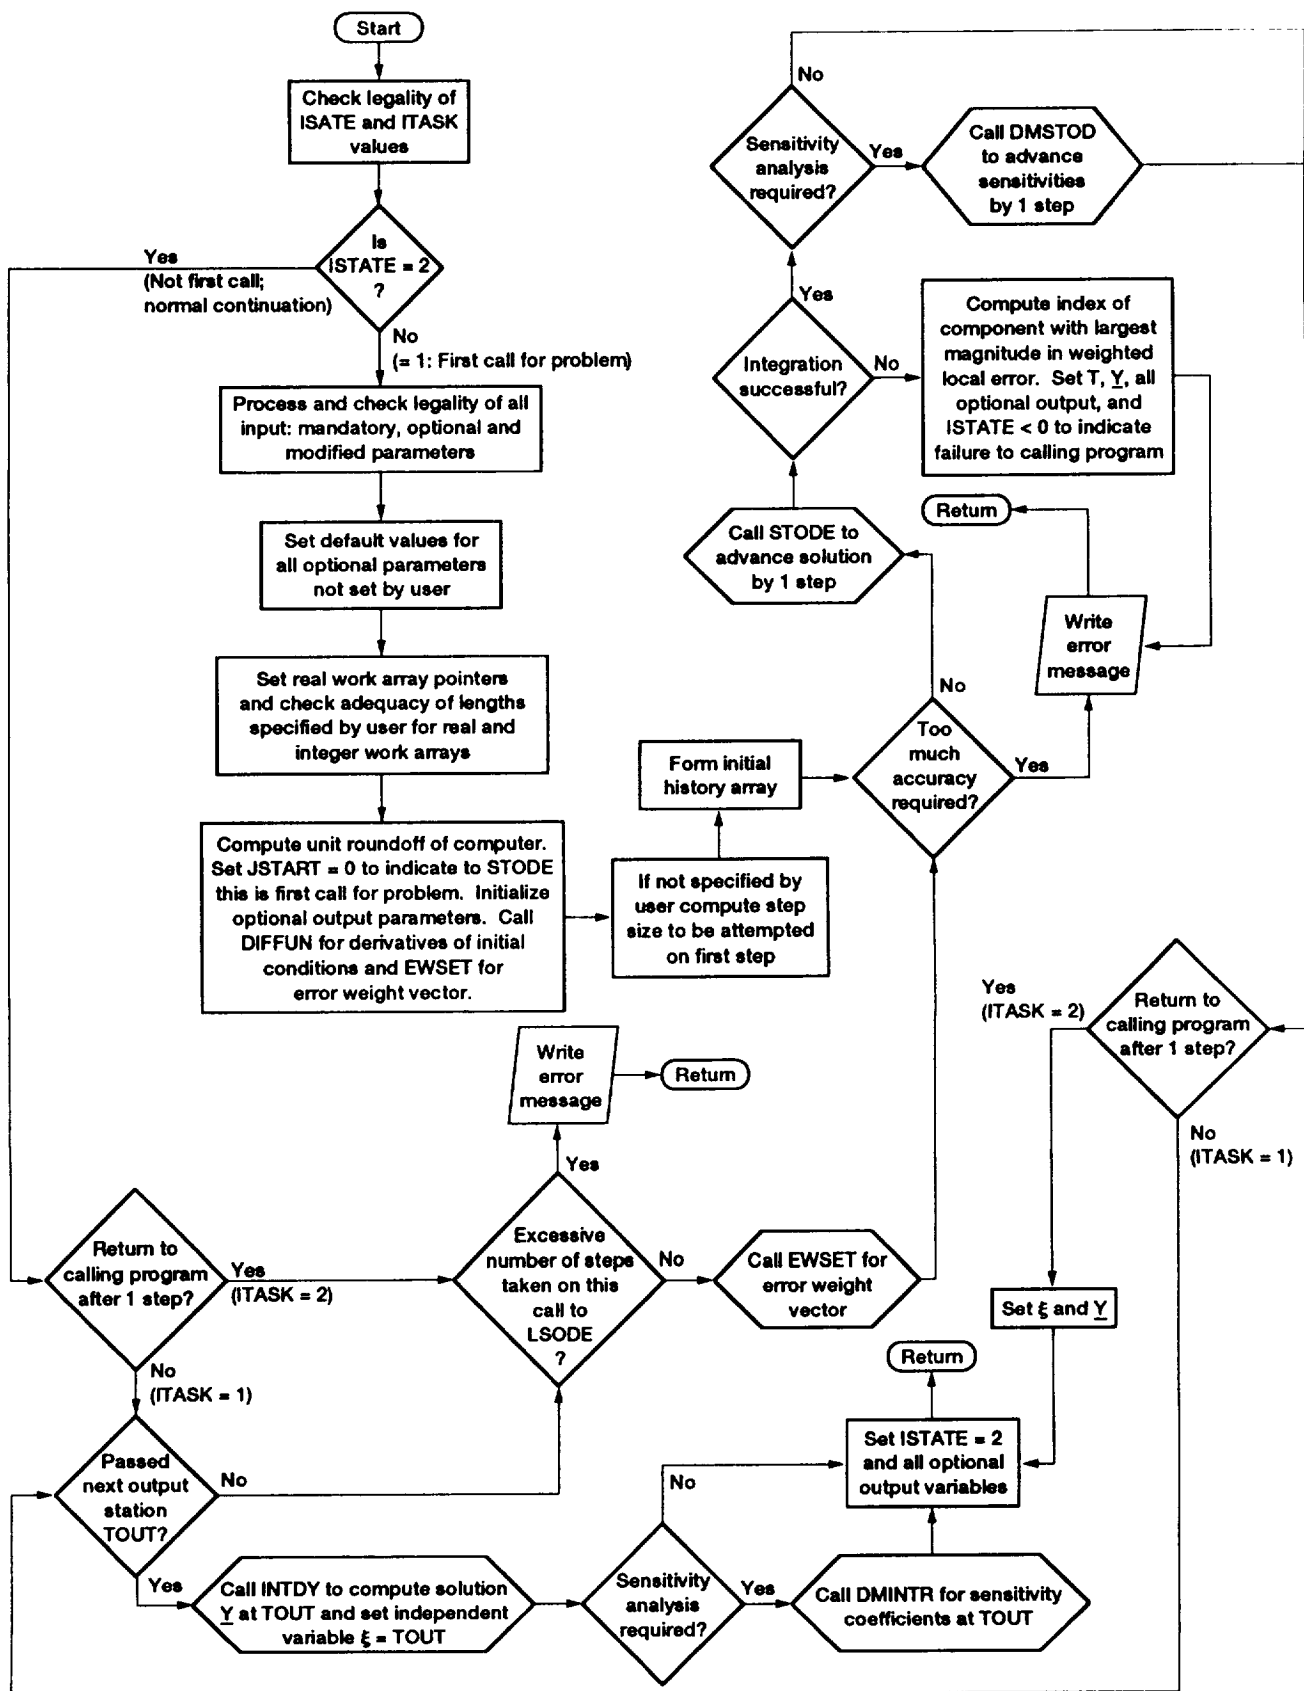 Start
Check legality of
ISATE and ITASK
values
Is
ISTATE = 2
?
Yes
(Not first call;
normal continuation)
No
(= 1: First call for problem)
Process and check legality of all
input: mandatory, optional and
modified parameters
Set default values for
all optional parameters
not set by user
Set real work array pointers
and check adequacy of lengths
specified by user for real and
integer work arrays
Compute unit roundoff of computer.
Set JSTART = 0 to indicate to STODE
this is first call for problem. Initialize
optional output parameters. Call
DIFFUN for derivatives of initial
conditions and EWSET for
error weight vector.
If not specified by
user compute step
size to be attempted
on first step
Form initial
history array
Too
much
accuracy
required?
No
Yes
Write
error
message
Return
Call STODE to
advance solution
by 1 step
Integration
successful?
Yes
No
Compute index of
component with largest
magnitude in weighted
local error. Set T, Y, all
optional output, and
ISTATE < 0 to indicate
failure to calling program
Sensitivity
analysis
required?
No
Yes
Call DMSTOD
to advance
sensitivities
by 1 step
Return to
calling program
after 1 step?
Yes
(ITASK = 2)
No
(ITASK = 1)
Set ξ and Y
Write
error
message
Return
Yes
Return to
calling program
after 1 step?
Yes
(ITASK = 2)
No
(ITASK = 1)
Excessive
number of steps
taken on this
call to
LSODE
?
No
Call EWSET for
error weight
vector
Return
Set ISTATE = 2
and all optional
output variables
Passed
next output
station
TOUT?
No
Yes
Call INTDY to compute solution
Y at TOUT and set independent
variable ξ = TOUT
Sensitivity
analysis
required?
No
Yes
Call DMINTR for sensitivity
coefficients at TOUT